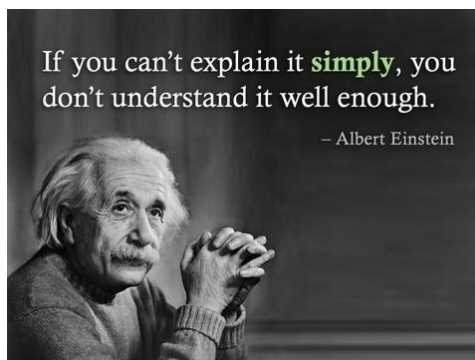 If you can’t explain it simply, you
don’t understand it well enough.
– Albert Einstein